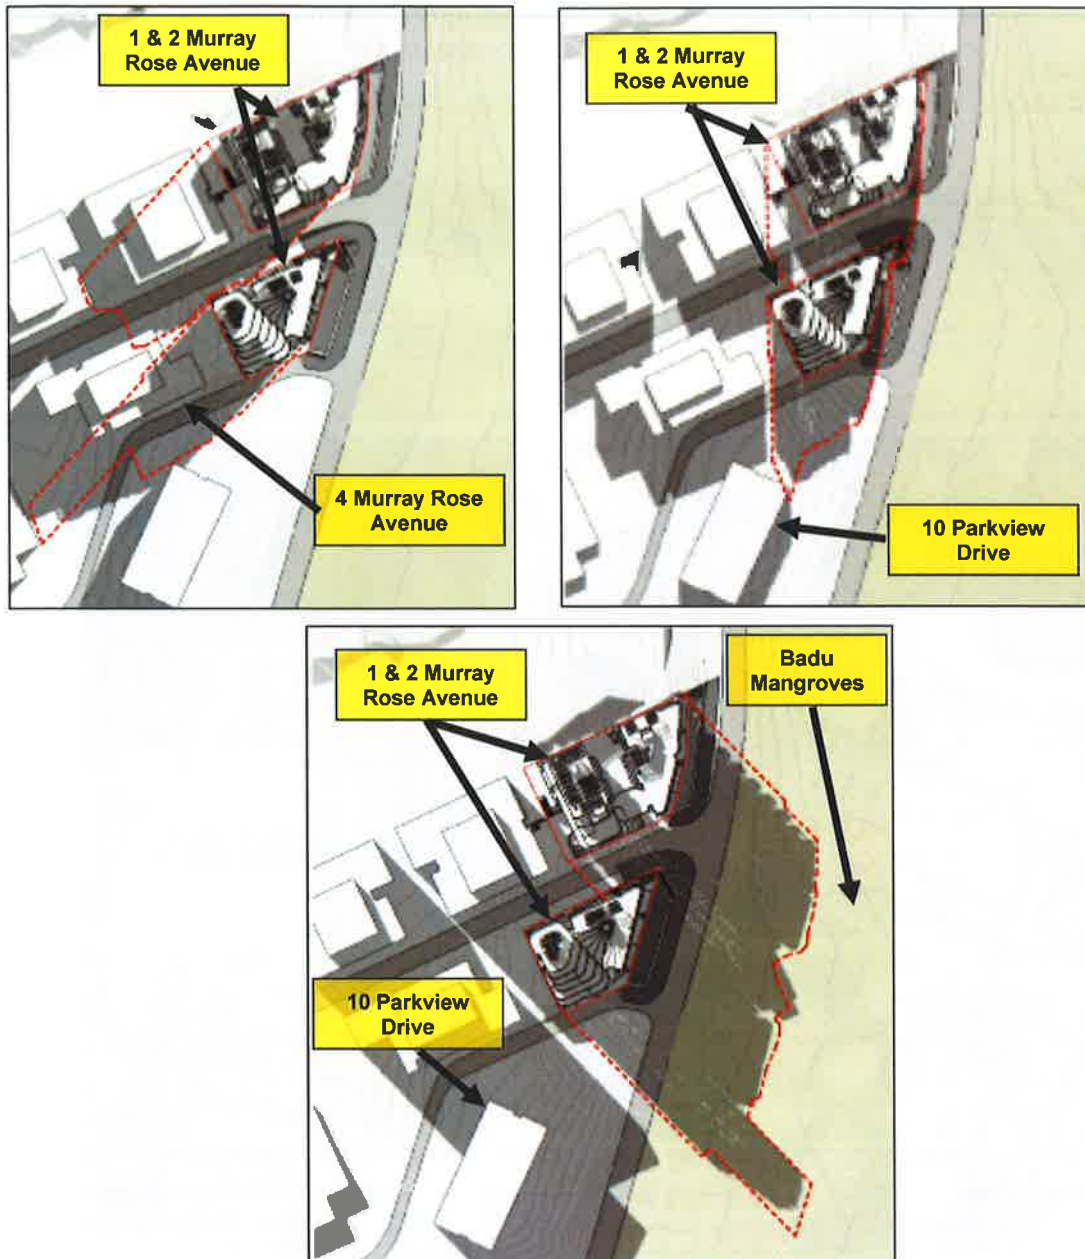 1 & 2 Murray
Rose Avenue
4 Murray Rose
Avenue
1 & 2 Murray
Rose Avenue
10 Parkview
Drive
1 & 2 Murray
Rose Avenue
Badu
Mangroves
10 Parkview
Drive